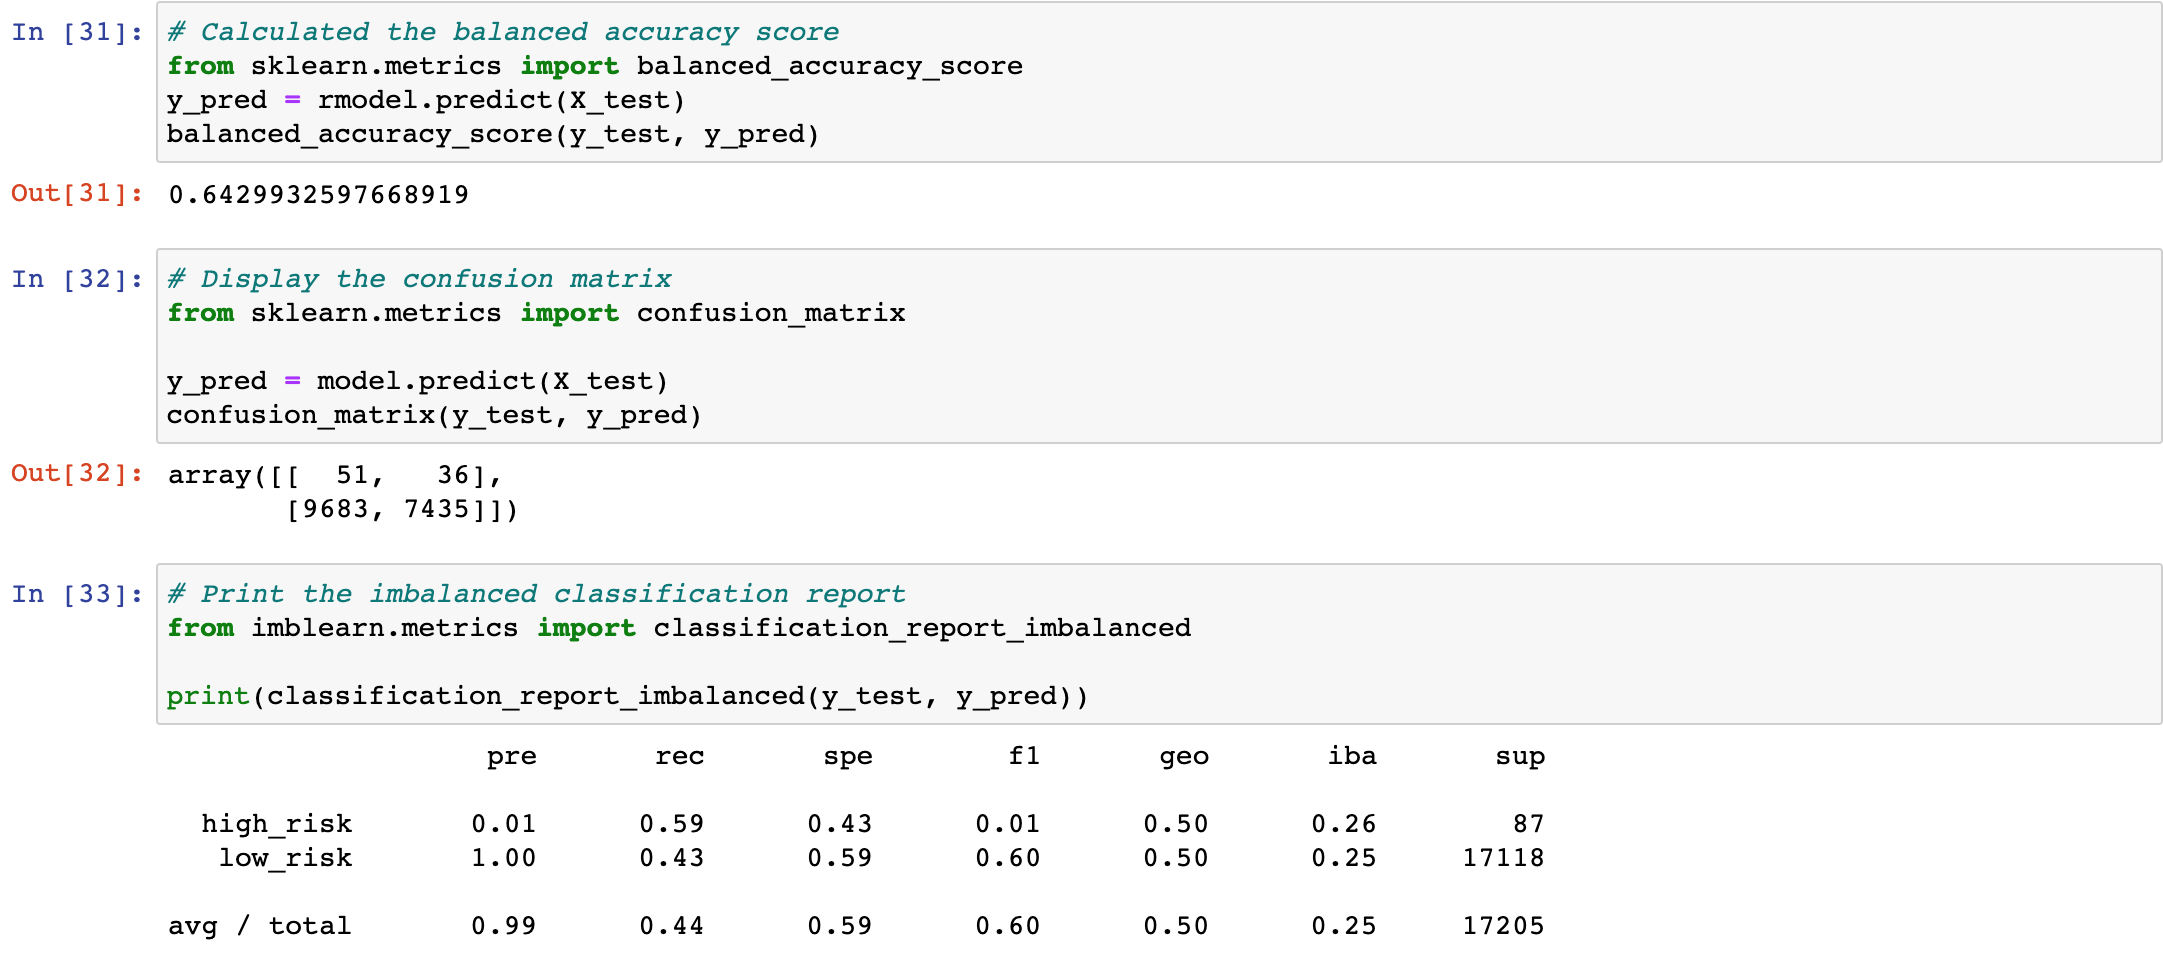 In [31]: # Calculated the balanced accuracy score
from sklearn.metrics import balanced_accuracy_score
y_pred = rmodel.predict(X_test)
balanced_accuracy_score(y_test, y_pred)
Out[31]: 0.6429932597668919
In [32]: # Display the confusion matrix
from sklearn.metrics import confusion_matrix
y_pred = model.predict(X_test)
confusion_matrix(y_test, y_pred)
Out[32]: array([[  51,   36],
       [9683, 7435]])
In [33]: # Print the imbalanced classification report
from imblearn.metrics import classification_report_imbalanced
print(classification_report_imbalanced(y_test, y_pred))
pre rec spe f1 geo iba sup
high_risk 0.01 0.59 0.43 0.01 0.50 0.26 87
low_risk 1.00 0.43 0.59 0.60 0.50 0.25 17118
avg / total 0.99 0.44 0.59 0.60 0.50 0.25 17205